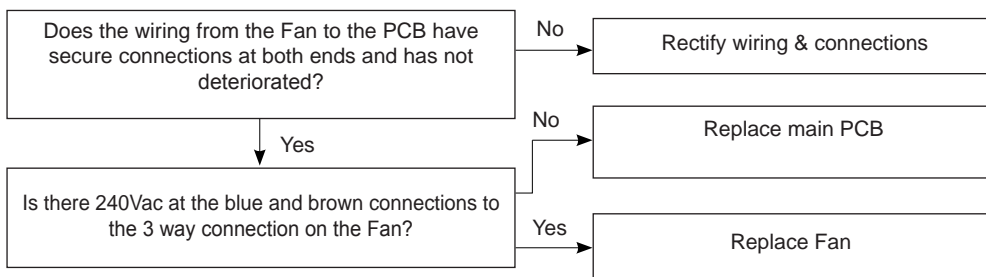 Does the wiring from the Fan to the PCB have
secure connections at both ends and has not
deteriorated?
No
Rectify wiring & connections
Yes
No
Replace main PCB
Is there 240Vac at the blue and brown connections to
the 3 way connection on the Fan?
Yes
Replace Fan